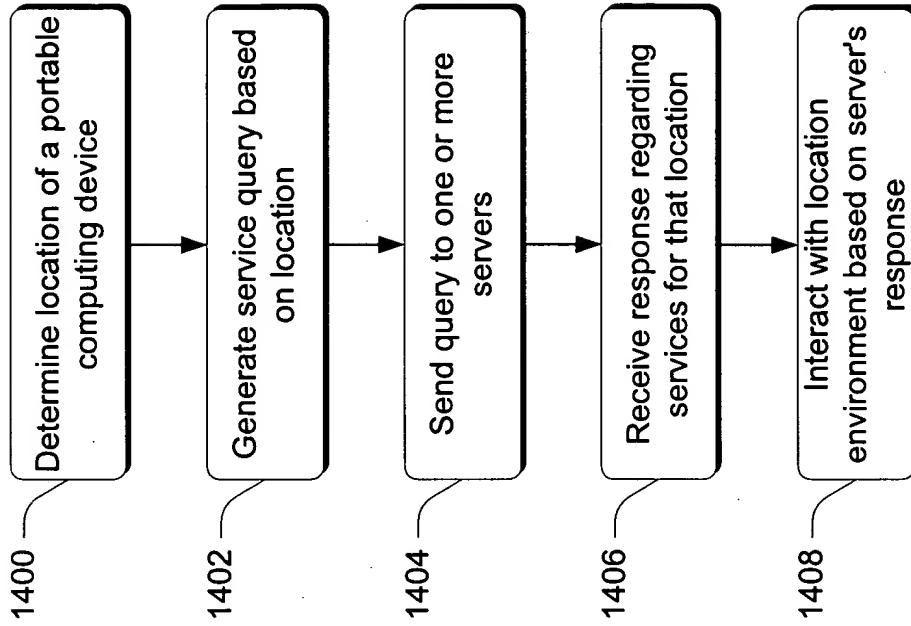 1400
Determine location of a portable
computing device
1402
Generate service query based
on location
1404
Send query to one or more
servers
1406
Receive response regarding
services for that location
1408
Interact with location
environment based on server's
response